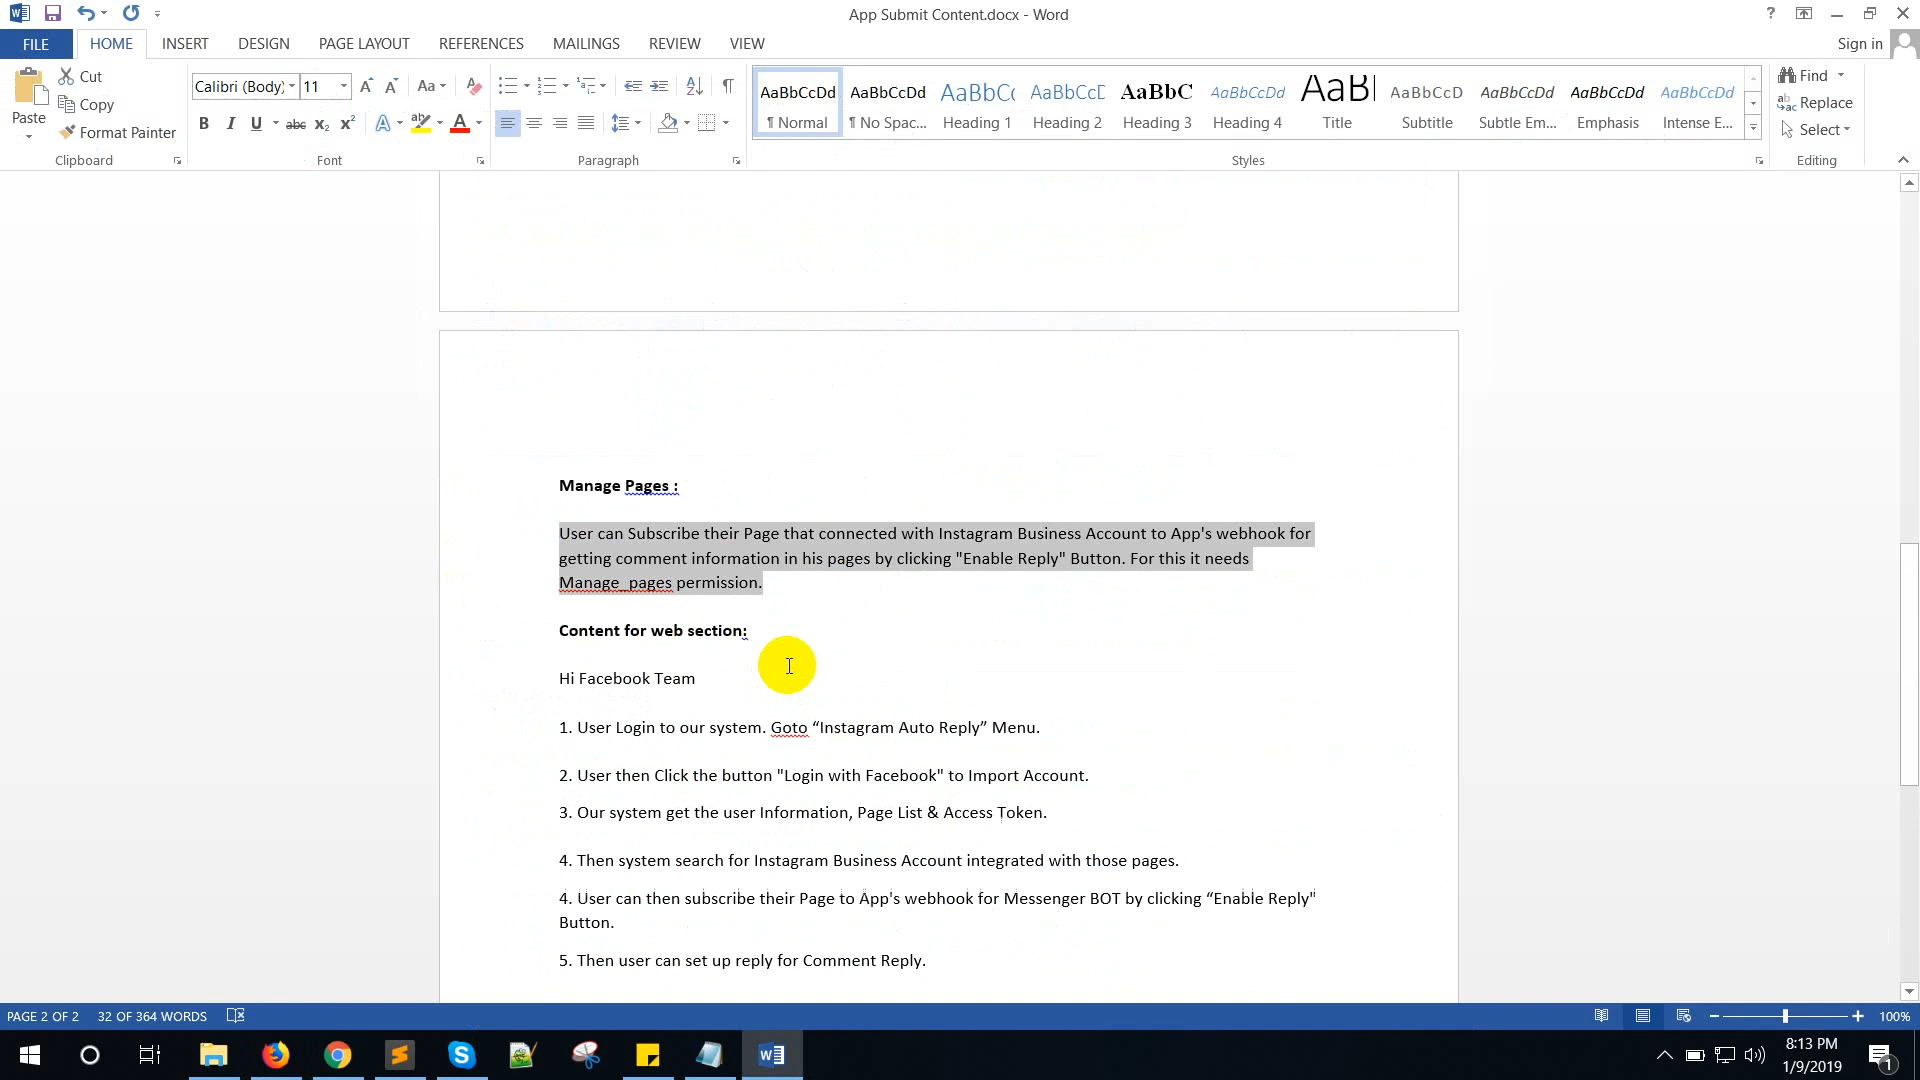 App Submit Content.docx - Word
?
FILE HOME INSERT DESIGN PAGE LAYOUT REFERENCES MAILINGS REVIEW VIEW Sign in
Paste
Cut
Copy
Format Painter
Clipboard
Calibri (Body) 11 Aa
B I U abc X2 X2 A ab A
Font
Paragraph
AaBbCcDd AaBbCcDd AaBbC AaBbCcE AaBbC AaBbCcDd AaB AaBbCcD AaBbCcDd AaBbCcDd AaBbCcDd
¶ Normal ¶ No Spac... Heading 1 Heading 2 Heading 3 Heading 4 Title Subtitle Subtle Em... Emphasis Intense E...
Styles
Find
Replace
Select
Editing
Manage Pages :
User can Subscribe their Page that connected with Instagram Business Account to App's webhook for
getting comment information in his pages by clicking "Enable Reply" Button. For this it needs
Manage_pages permission.
Content for web section:
Hi Facebook Team
1. User Login to our system. Goto “Instagram Auto Reply” Menu.
2. User then Click the button "Login with Facebook" to Import Account.
3. Our system get the user Information, Page List & Access Token.
4. Then system search for Instagram Business Account integrated with those pages.
4. User can then subscribe their Page to App's webhook for Messenger BOT by clicking “Enable Reply"
Button.
5. Then user can set up reply for Comment Reply.
PAGE 2 OF 2 32 OF 364 WORDS 100%
8:13 PM
1/9/2019
1